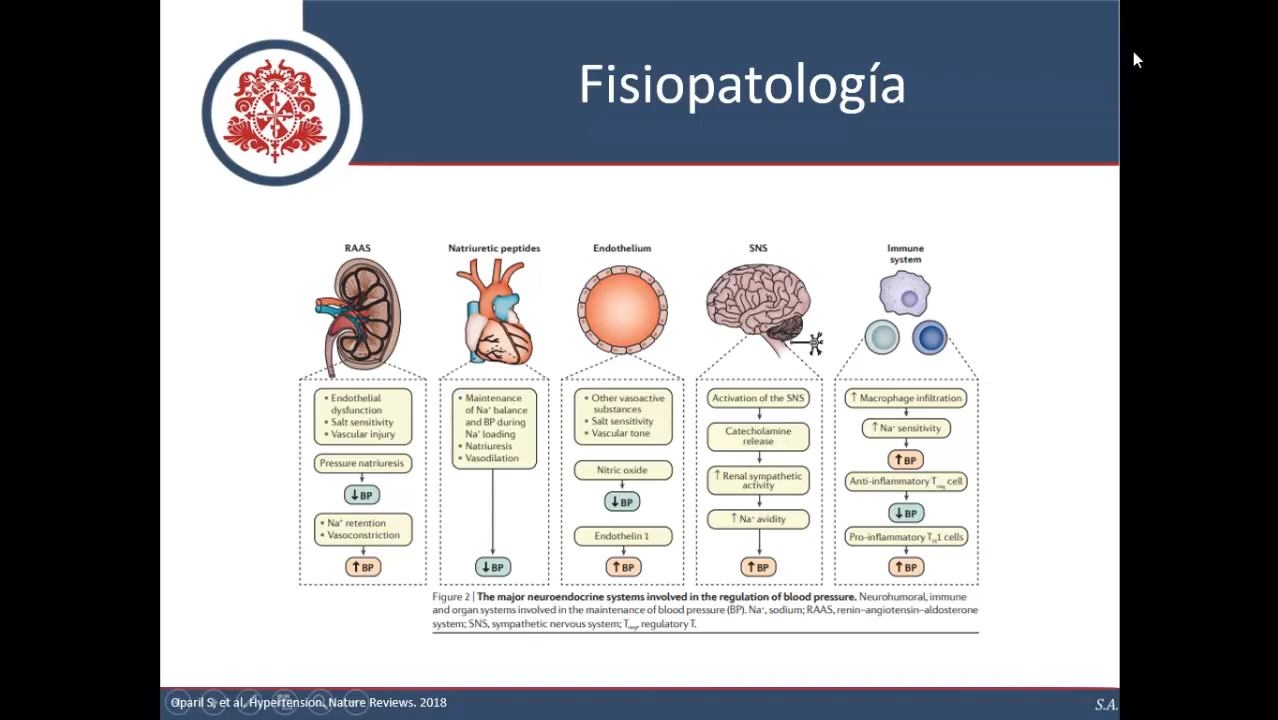 Fisiopatología
RAAS
• Endothelial
dysfunction
• Salt sensitivity
• Vascular injury
Pressure natriuresis
↓BP
• Na⁺ retention
• Vasoconstriction
↑BP
Natriuretic peptides
• Maintenance
of Na⁺ balance
and BP during
Na⁺ loading
• Natriuresis
• Vasodilation
↓BP
Endothelium
• Other vasoactive
substances
• Salt sensitivity
• Vascular tone
Nitric oxide
↓BP
Endothelin 1
↑BP
SNS
Activation of the SNS
Catecholamine
release
↑ Renal sympathetic
activity
↑ Na⁺ avidity
↑BP
Immune
system
↑ Macrophage infiltration
↑ Na⁺ sensitivity
↑BP
Anti-inflammatory Treg cell
↓BP
Pro-inflammatory TH1 cells
↑BP
Figure 2 | The major neuroendocrine systems involved in the regulation of blood pressure. Neurohumoral, immune
and organ systems involved in the maintenance of blood pressure (BP). Na⁺, sodium; RAAS, renin–angiotensin–aldosterone
system; SNS, sympathetic nervous system; Treg, regulatory T.
Oparil S, et al. Hypertension. Nature Reviews. 2018
S.A.